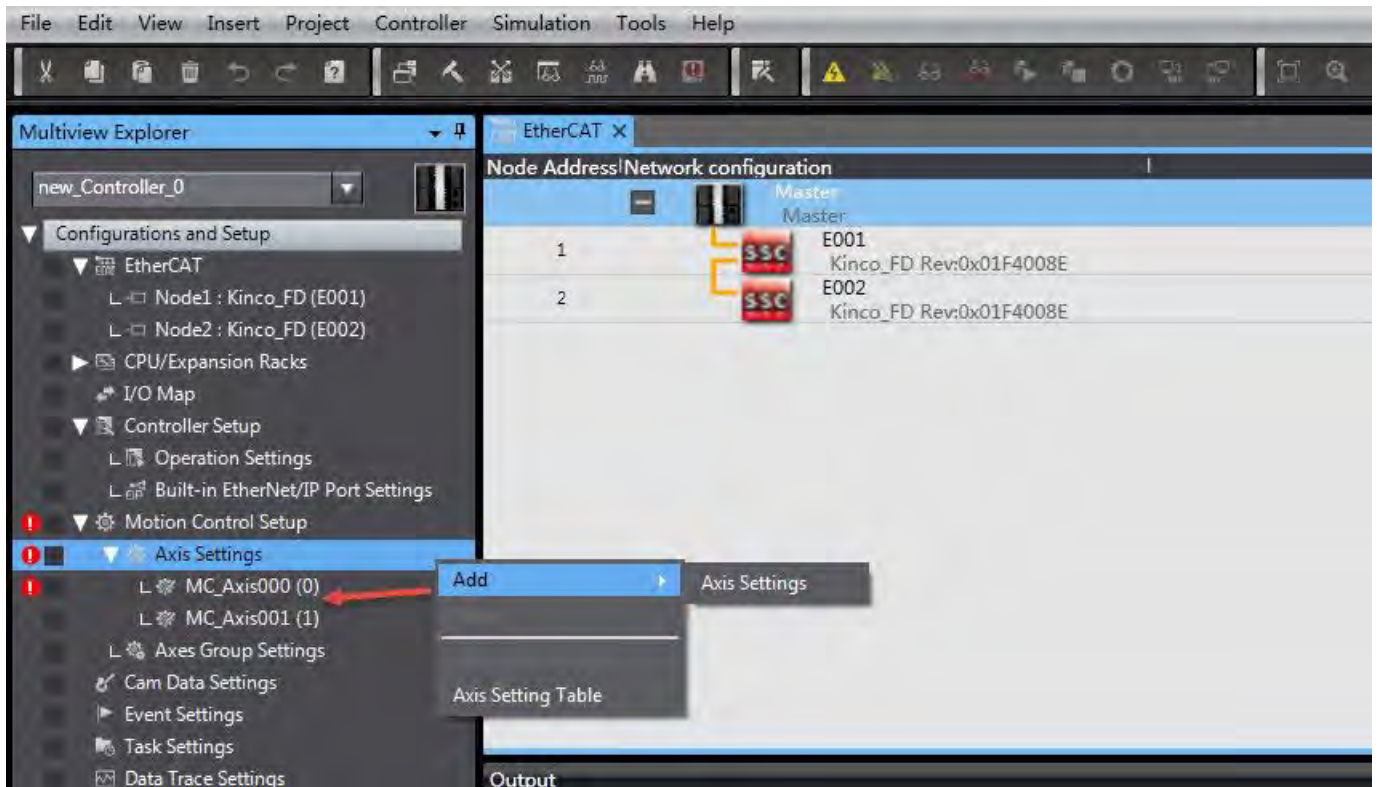 File Edit View Insert Project Controller Simulation Tools Help
Multiview Explorer
new_Controller_0
Configurations and Setup
EtherCAT
Node1 : Kinco_FD (E001)
Node2 : Kinco_FD (E002)
CPU/Expansion Racks
I/O Map
Controller Setup
Operation Settings
Built-in EtherNet/IP Port Settings
Motion Control Setup
Axis Settings
MC_Axis000 (0)
MC_Axis001 (1)
Axes Group Settings
Cam Data Settings
Event Settings
Task Settings
Data Trace Settings
EtherCAT
Node Address Network configuration
Master
Master
1 SSC E001
Kinco_FD Rev:0x01F4008E
2 SSC E002
Kinco_FD Rev:0x01F4008E
Add
Axis Settings
Axis Setting Table
Output